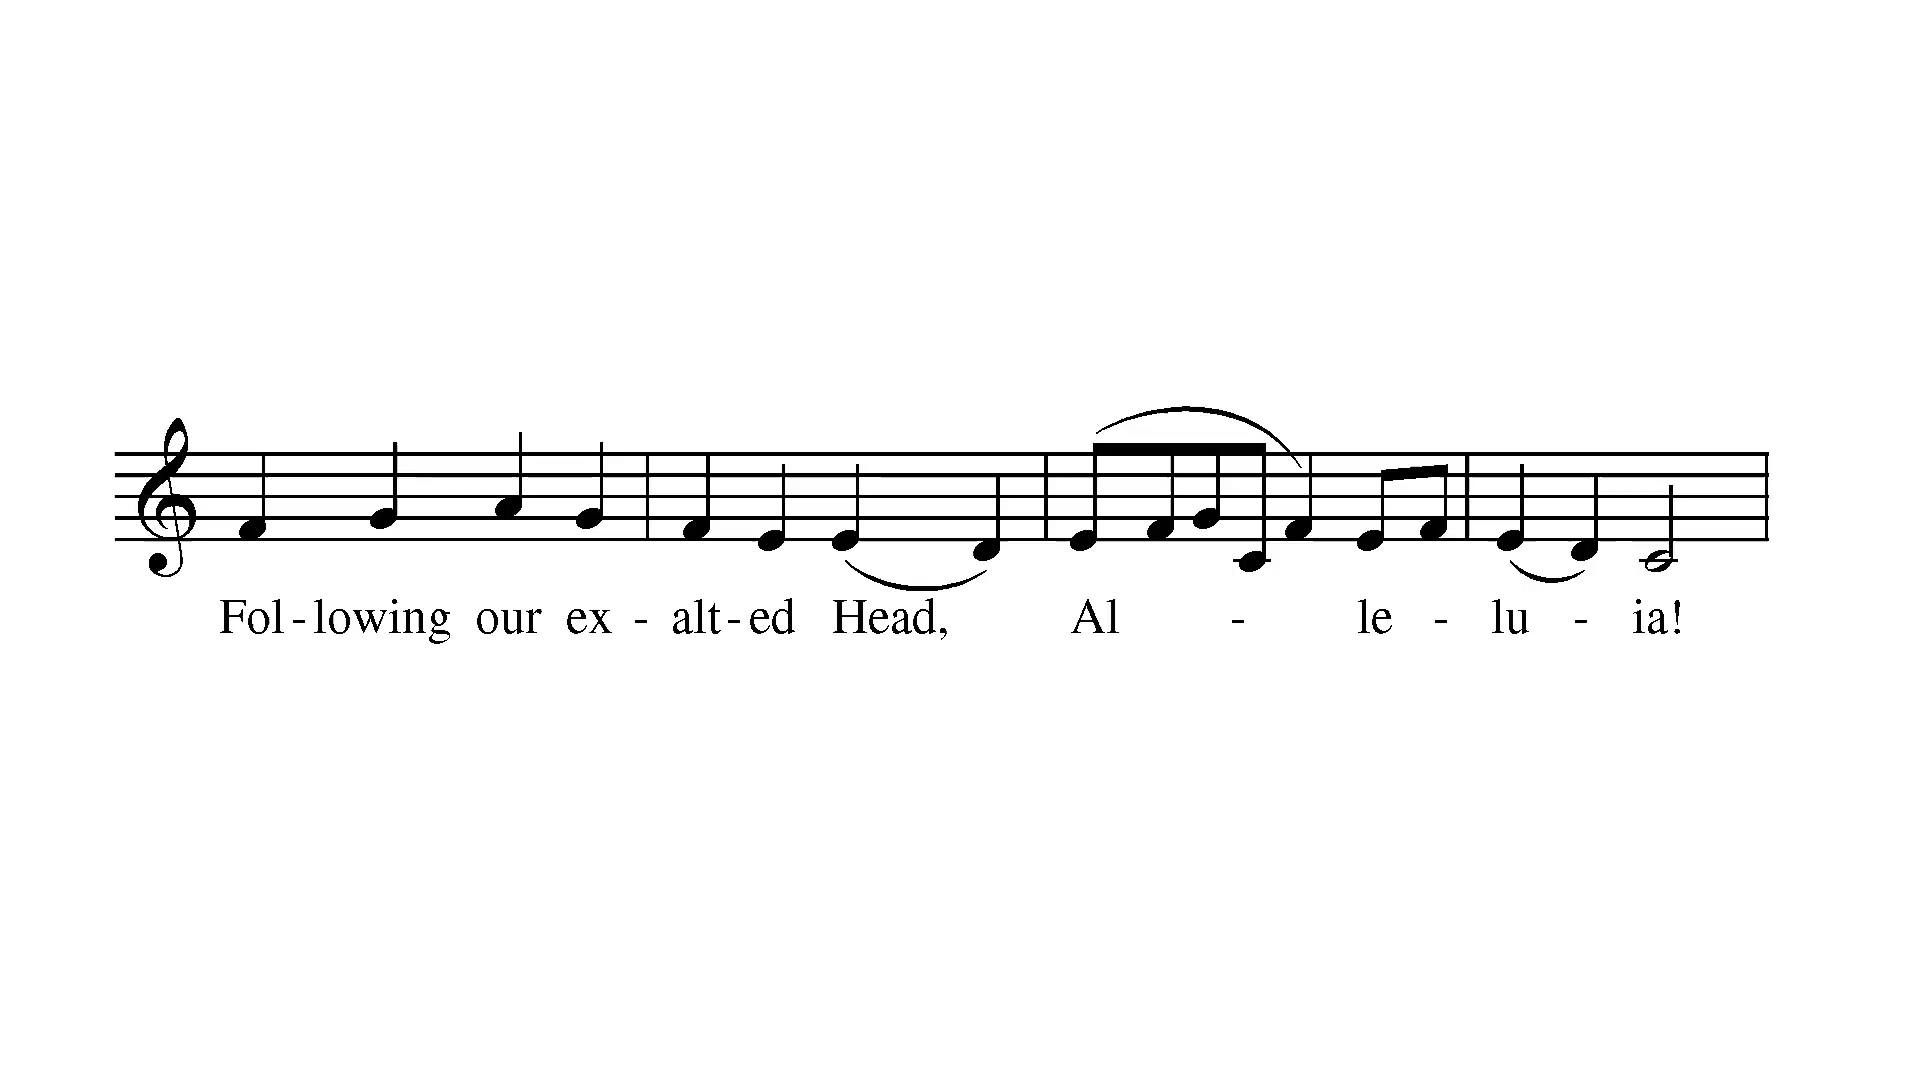 Fol - lowing our ex - alt - ed Head, Al - le - lu - ia!